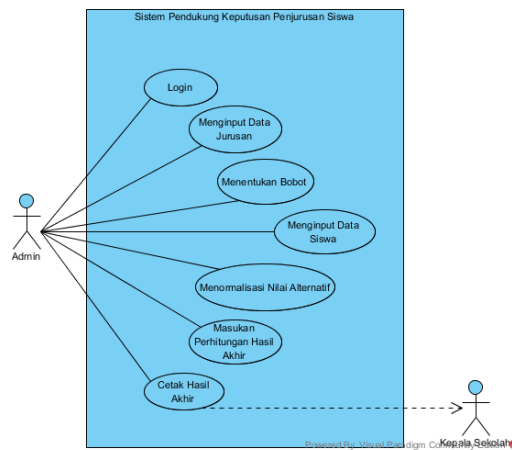 Sistem Pendukung Keputusan Penjurusan Siswa
Login
Menginput Data
Jurusan
Menentukan Bobot
Menginput Data
Siswa
Admin
Menormalisasi Nilai Alternatif
Masukan
Perhitungan Hasil
Akhir
Cetak Hasil
Akhir
Kepala Sekolah
Powered By Visual Paradigm Community Edition